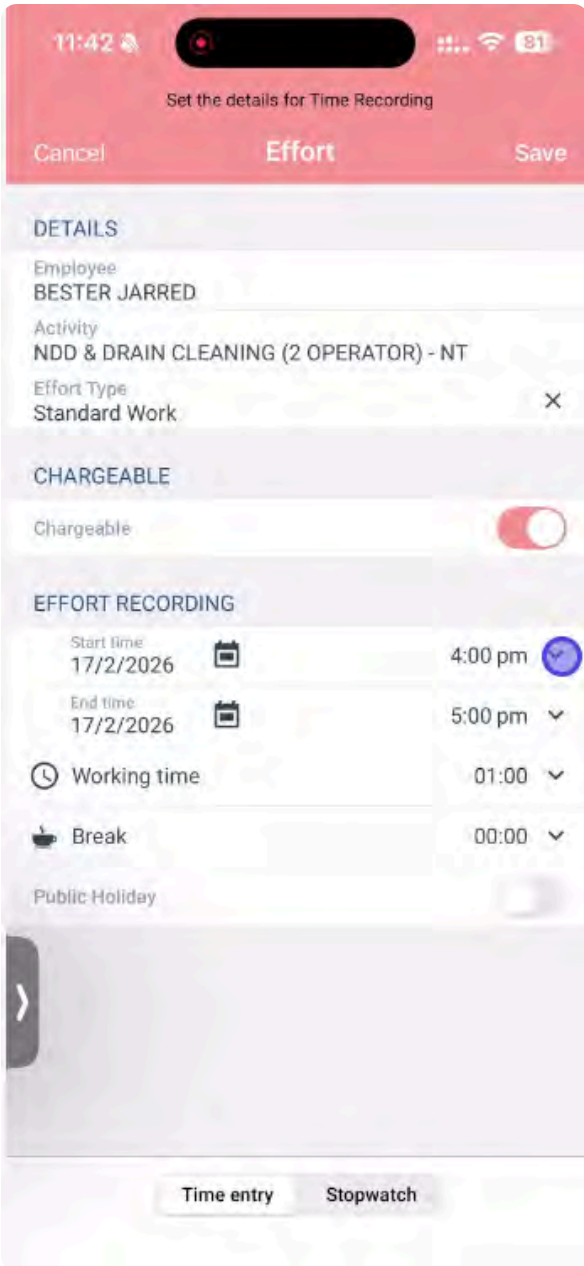 11:42
81
Set the details for Time Recording
Cancel Effort Save
DETAILS
Employee
BESTER JARRED
Activity
NDD & DRAIN CLEANING (2 OPERATOR) - NT
Effort Type
Standard Work
CHARGEABLE
Chargeable
EFFORT RECORDING
Start time
17/2/2026 4:00 pm
End time
17/2/2026 5:00 pm
Working time 01:00
Break 00:00
Public Holiday
Time entry Stopwatch